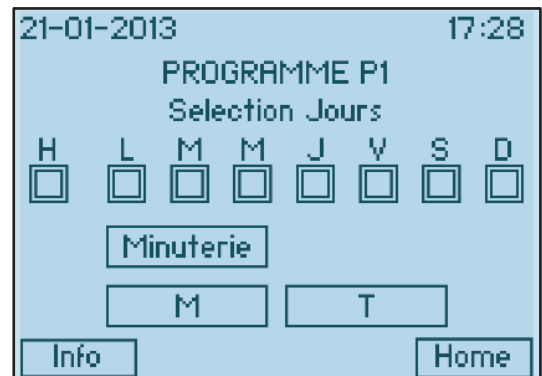 21-01-2013 17:28
PROGRAMME P1
Selection Jours
H L M M J V S D
Minuterie
M T
Info Home